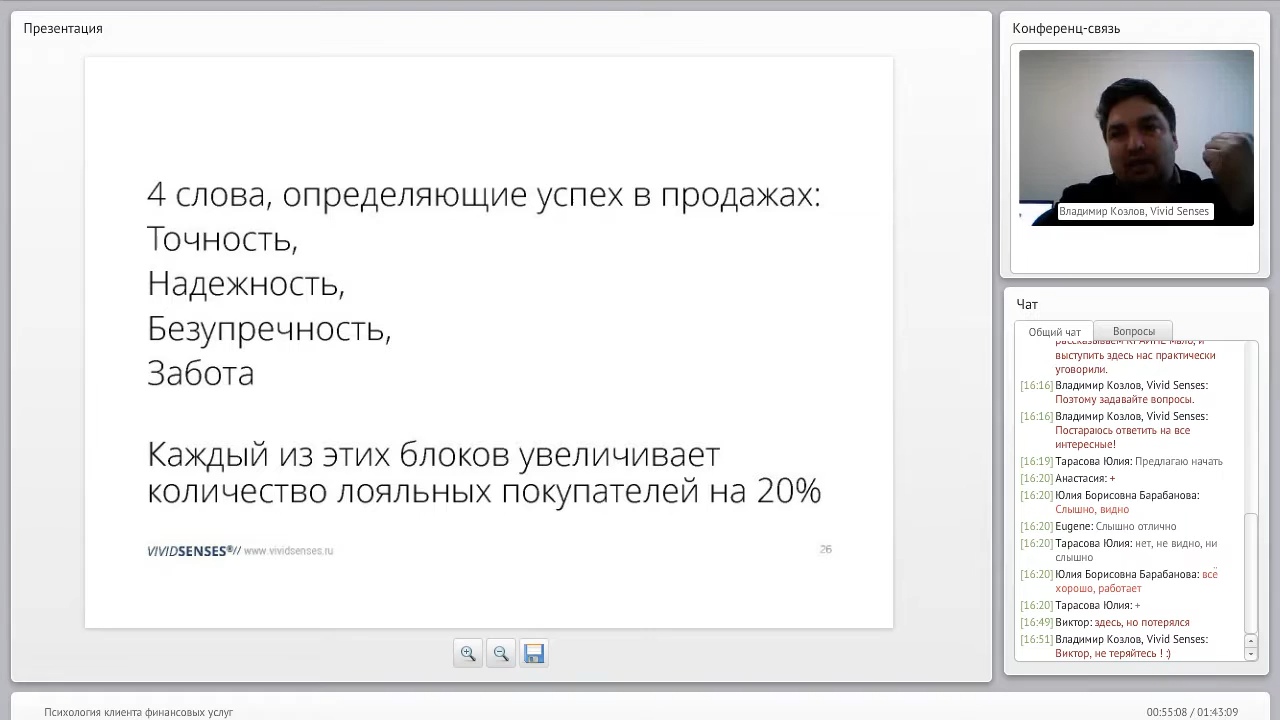 Презентация
4 слова, определяющие успех в продажах:
Точность,
Надежность,
Безупречность,
Забота
Каждый из этих блоков увеличивает
количество лояльных покупателей на 20%
VIVIDSENSES®// www.vividsenses.ru
26
Конференц-связь
Владимир Козлов, Vivid Senses
Чат
Общий чат
Вопросы
рассказываем КРАЙНЕ мало, и
выступить здесь нас практически
уговорили.
[16:16] Владимир Козлов, Vivid Senses:
Поэтому задавайте вопросы.
[16:16] Владимир Козлов, Vivid Senses:
Постараюсь ответить на все
интересные!
[16:19] Тарасова Юлия: Предлагаю начать
[16:20] Анастасия: +
[16:20] Юлия Борисовна Барабанова:
Слышно, видно
[16:20] Eugene: Слышно отлично
[16:20] Тарасова Юлия: нет, не видно, ни
слышно
[16:20] Юлия Борисовна Барабанова: всё
хорошо, работает
[16:20] Тарасова Юлия: +
[16:49] Виктор: здесь, но потерялся
[16:51] Владимир Козлов, Vivid Senses:
Виктор, не теряйтесь ! :)
Психология клиента финансовых услуг
00:55:08 / 01:43:09